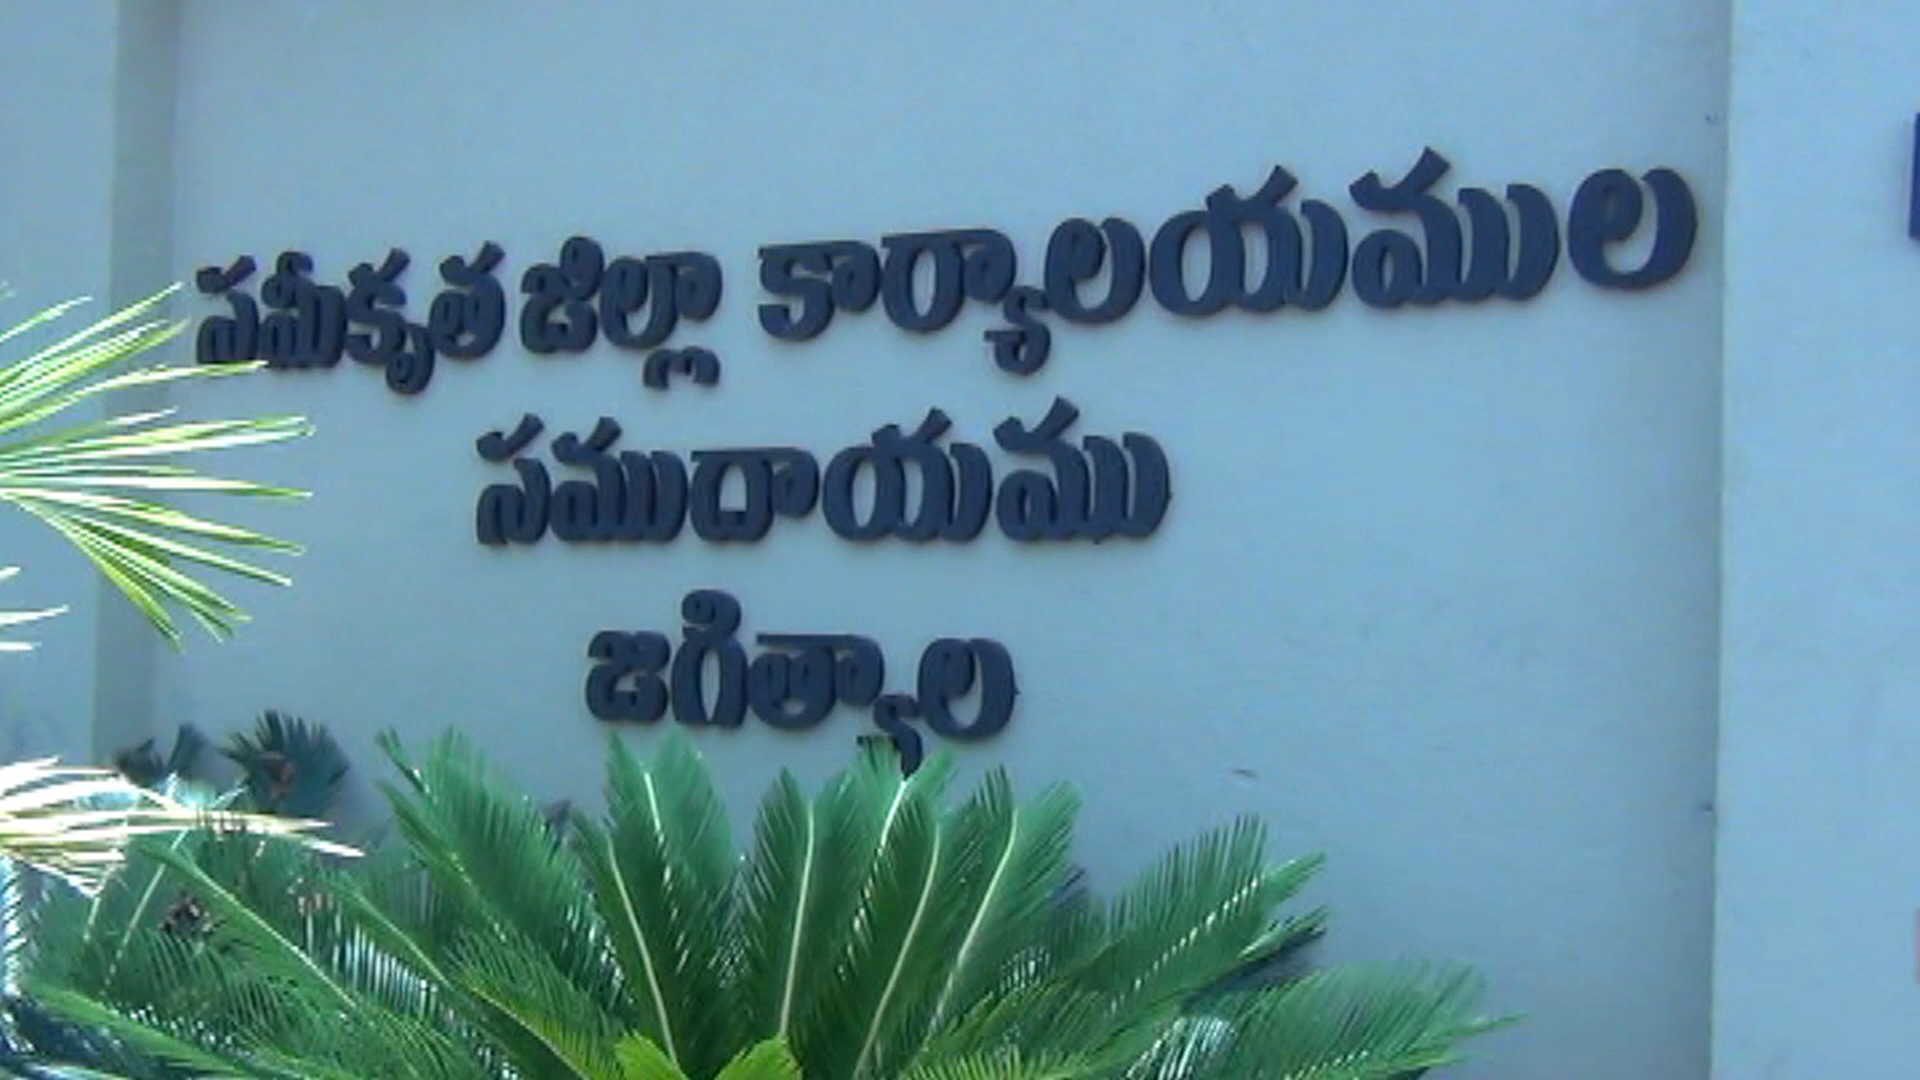 సమీకృత జిల్లా కార్యాలయముల
సముదాయము
జగిత్యాల